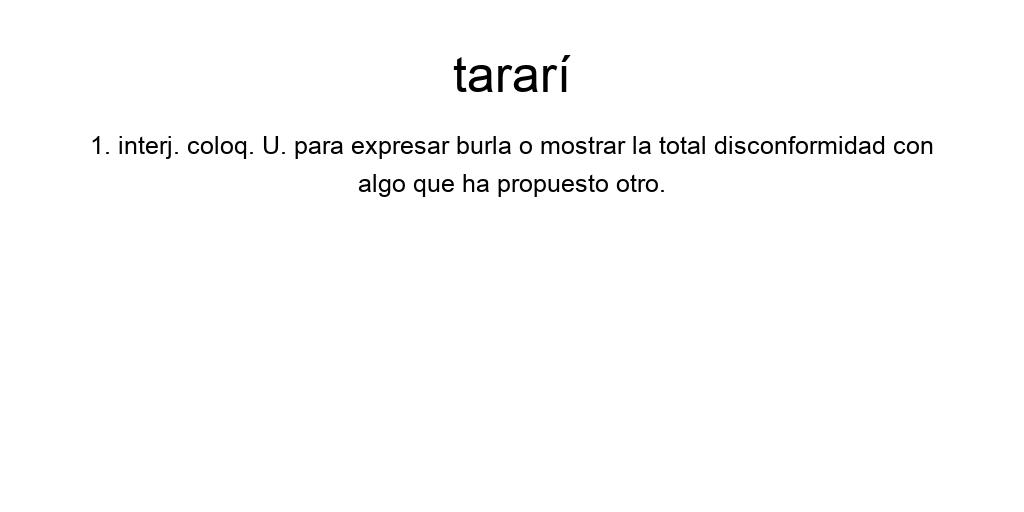 tararí
1. interj. coloq. U. para expresar burla o mostrar la total disconformidad con
algo que ha propuesto otro.